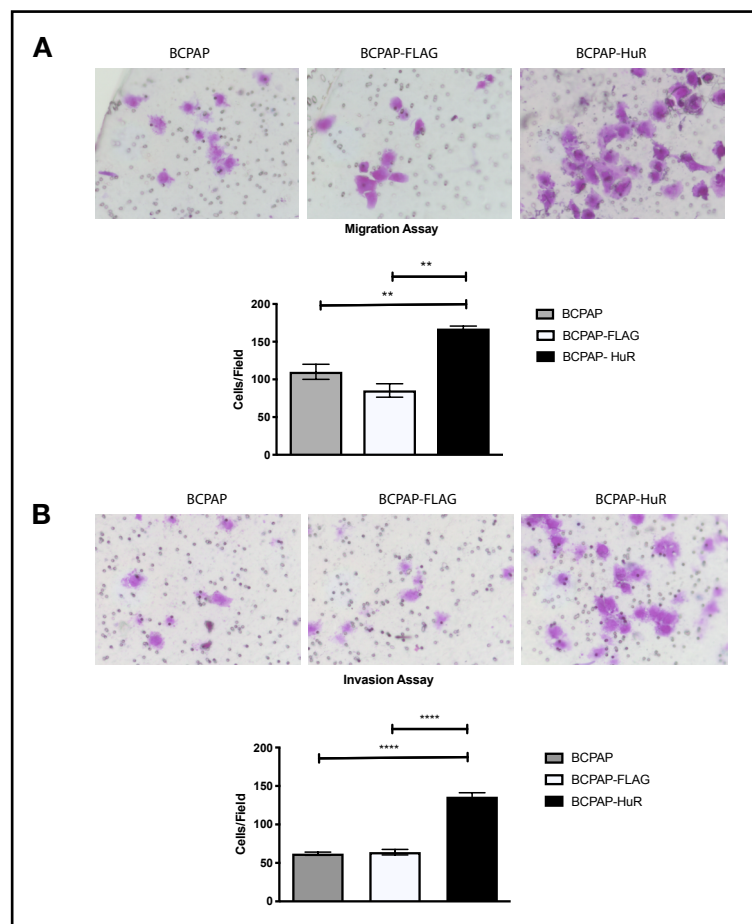 A
BCPAP BCPAP-FLAG BCPAP-HuR
Migration Assay
**
**
200
150
100
50
0
Cells/Field
BCPAP
BCPAP-FLAG
BCPAP- HuR
B
BCPAP BCPAP-FLAG BCPAP-HuR
Invasion Assay
****
****
200
150
100
50
0
Cells/Field
BCPAP
BCPAP-FLAG
BCPAP-HuR